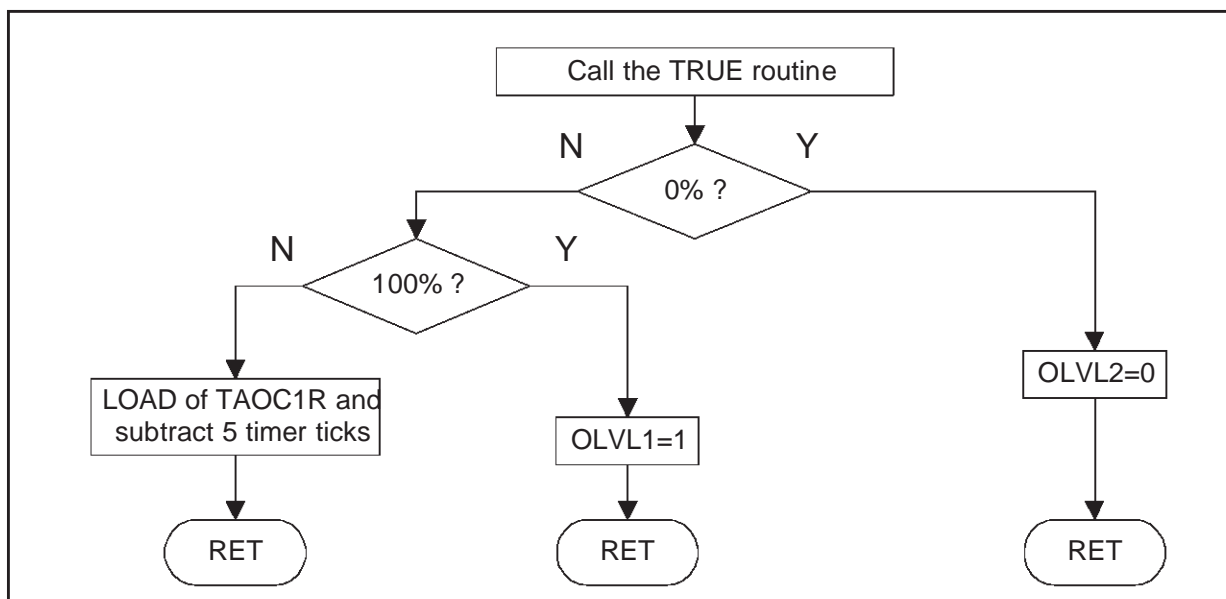 Call the TRUE routine
N
Y
0% ?
N
Y
100% ?
LOAD of TAOC1R and
subtract 5 timer ticks
OLVL1=1
OLVL2=0
RET
RET
RET